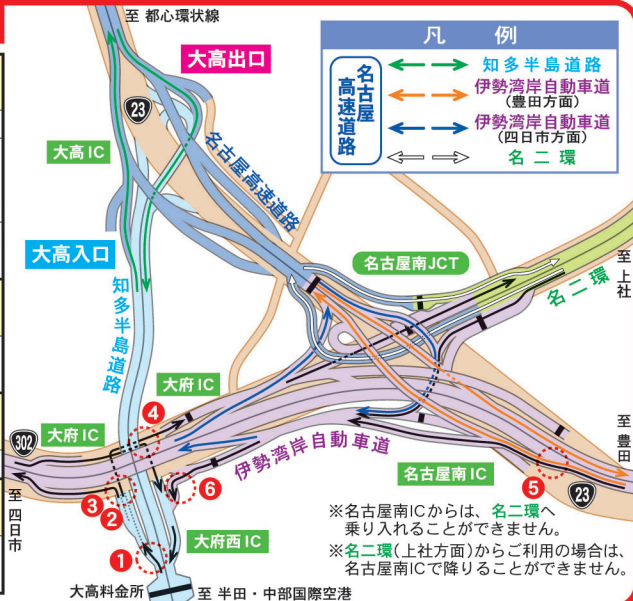 至 都心環状線
大高出口
凡例
名古屋高速道路
知多半島道路
伊勢湾岸自動車道
(豊田方面)
伊勢湾岸自動車道
(四日市方面)
名二環
23
大高IC
名古屋高速道路
大高入口
名古屋南JCT
至 上社
名二環
知多半島道路
大府IC
4
302
大府IC
伊勢湾岸自動車道
至 豊田
名古屋南IC
5
23
3
2
6
至 四日市
大府西IC
1
※名古屋南ICからは、名二環へ
乗り入れることができません。
※名二環(上社方面)からご利用の場合は、
名古屋南ICで降りることができません。
大高料金所
至 半田・中部国際空港